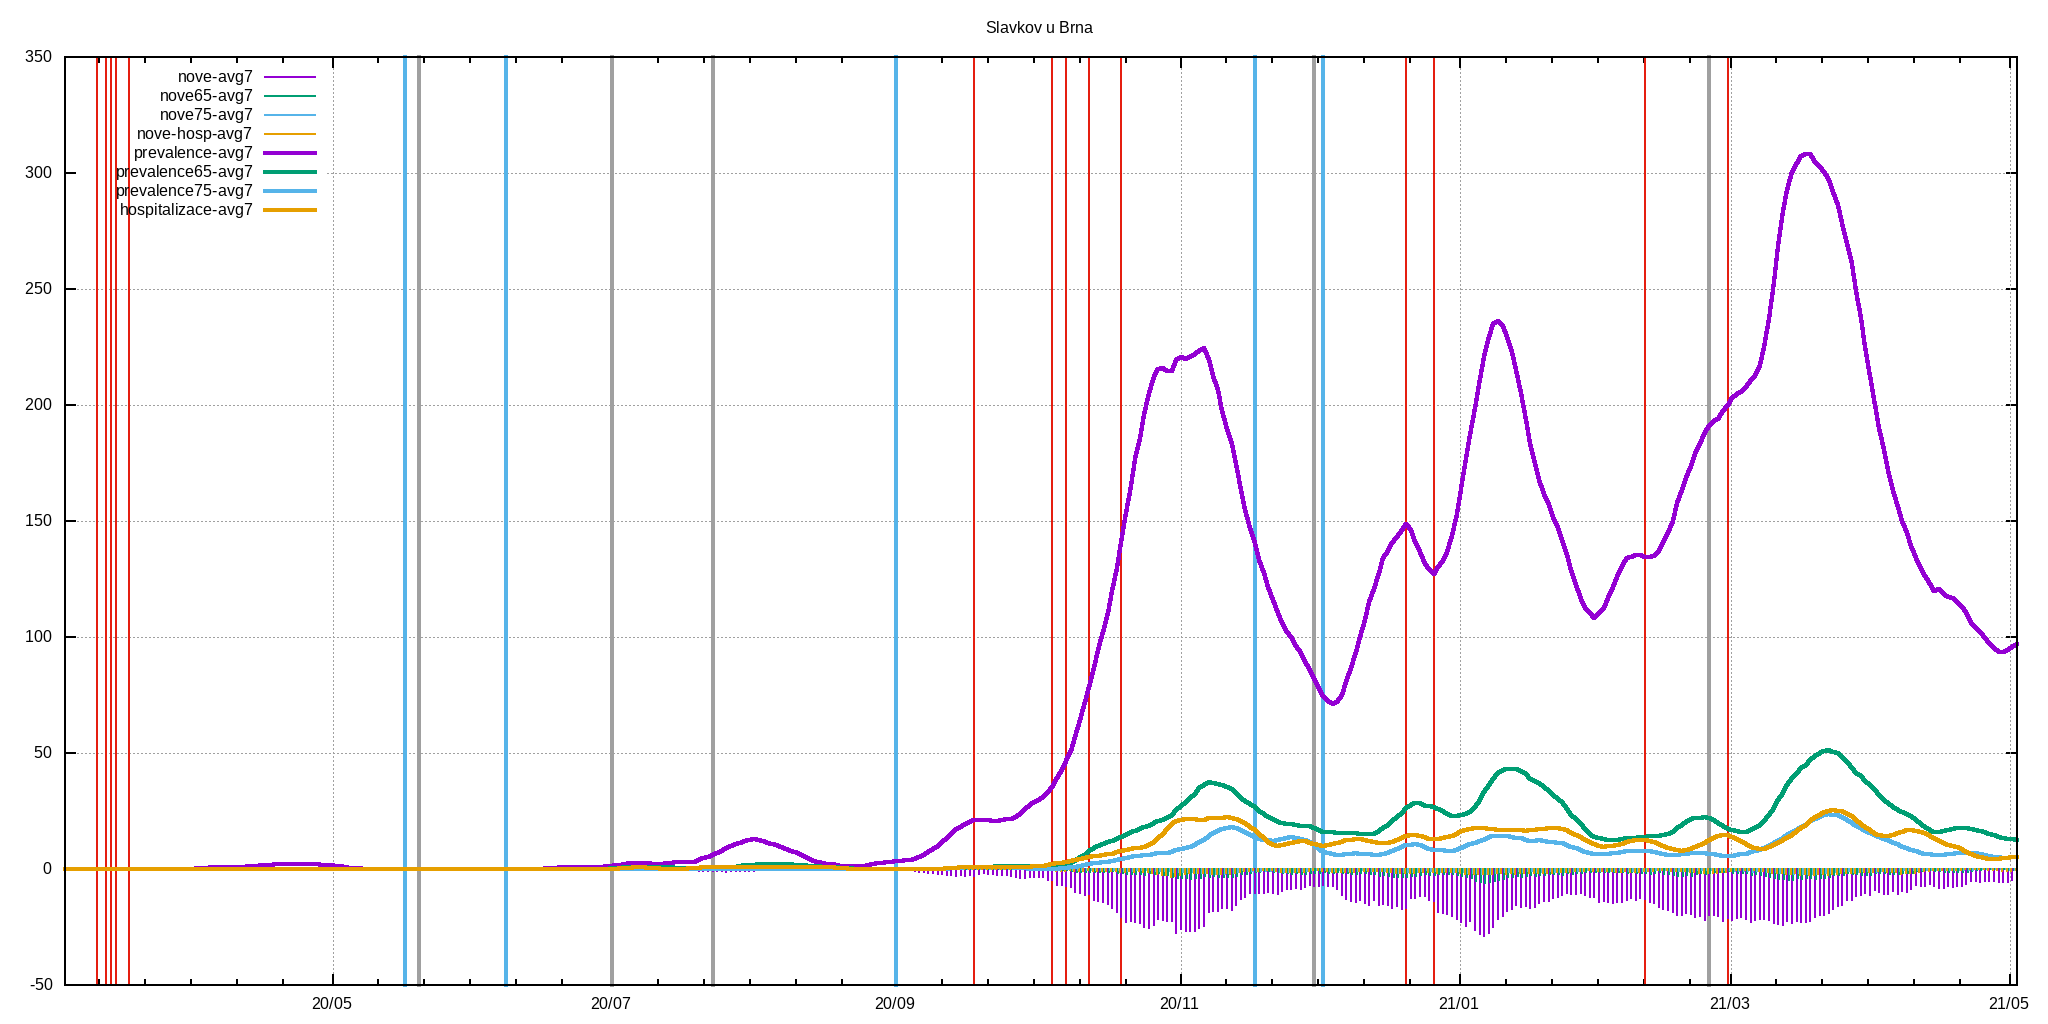 Slavkov u Brna
350
300
250
200
150
100
50
0
-50
nove-avg7
nove65-avg7
nove75-avg7
nove-hosp-avg7
prevalence-avg7
prevalence65-avg7
prevalence75-avg7
hospitalizace-avg7
20/05 20/07 20/09 20/11 21/01 21/03 21/05